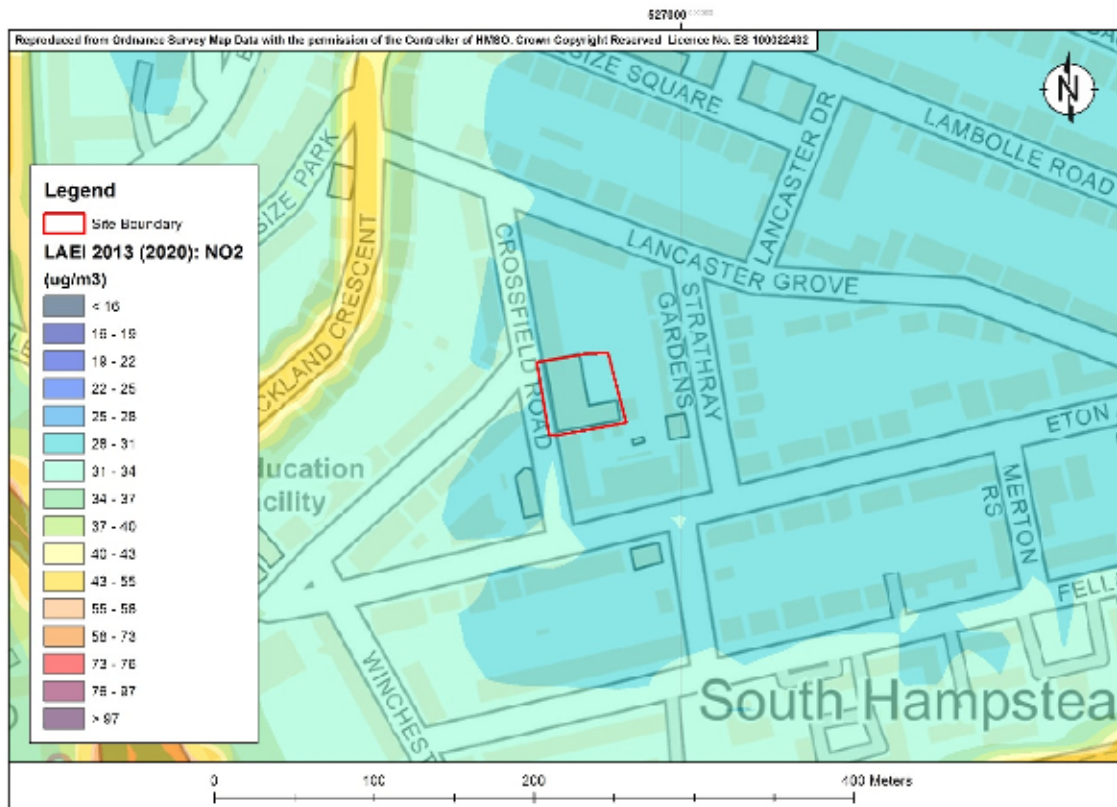 527000
Reproduced from Ordnance Survey Map Data with the permission of the Controller of HMSO. Crown Copyright Reserved Licence No. ES 100022432
SIZE SQUARE
LANCASTER DR
LAMBOLLE ROAD
N
SIZE PARK
CKLAND CRESCENT
CROSSFIELD ROAD
LANCASTER GROVE
STRATHRAY
GARDENS
ETON
MERTON
RS
FELL
WINCHEST
ducation
acility
South Hampstea
Legend
Site Boundary
LAEI 2013 (2020): NO2
(ug/m3)
< 16
16 - 19
19 - 22
22 - 25
25 - 28
28 - 31
31 - 34
34 - 37
37 - 40
40 - 43
43 - 55
55 - 58
58 - 73
73 - 76
76 - 97
> 97
0 100 200 400 Meters